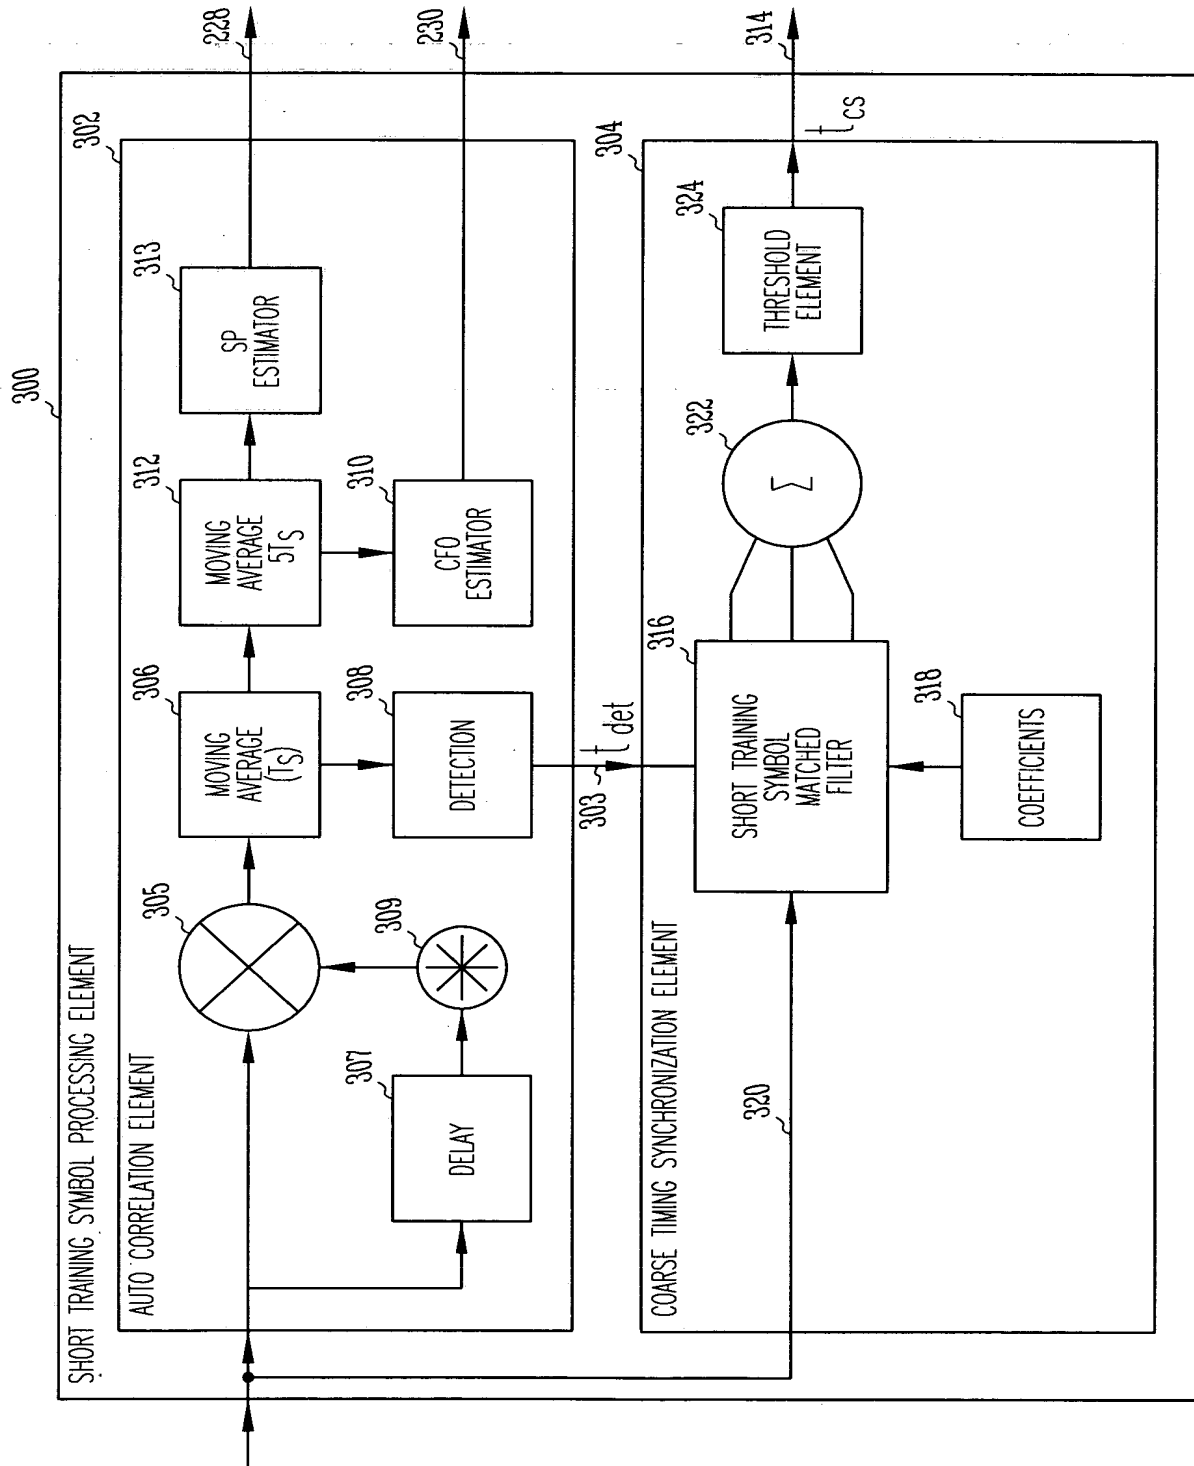 300
SHORT TRAINING SYMBOL PROCESSING ELEMENT
302
AUTO CORRELATION ELEMENT
305
306
MOVING
AVERAGE
(TS)
312
MOVING
AVERAGE
5TS
313
SP
ESTIMATOR
228
307
DELAY
309
308
DETECTION
310
CFO
ESTIMATOR
230
303
tdet
304
COARSE TIMING SYNCHRONIZATION ELEMENT
320
316
SHORT TRAINING
SYMBOL
MATCHED
FILTER
318
COEFFICIENTS
322
Σ
324
THRESHOLD
ELEMENT
tcs
314